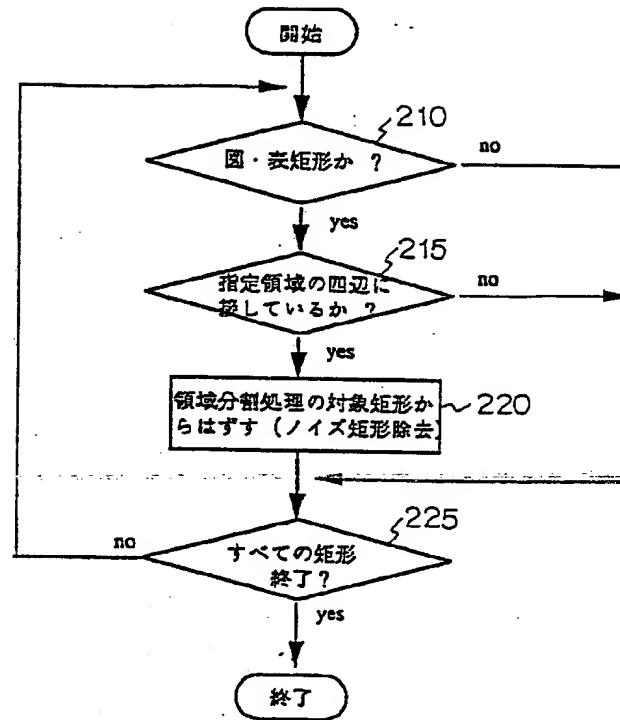 開始
210
図・表矩形か ?
no
yes
215
指定領域の四辺に
接しているか ?
no
yes
領域分割処理の対象矩形か
らはずす (ノイズ矩形除去)
220
225
no
すべての矩形
終了?
yes
終了